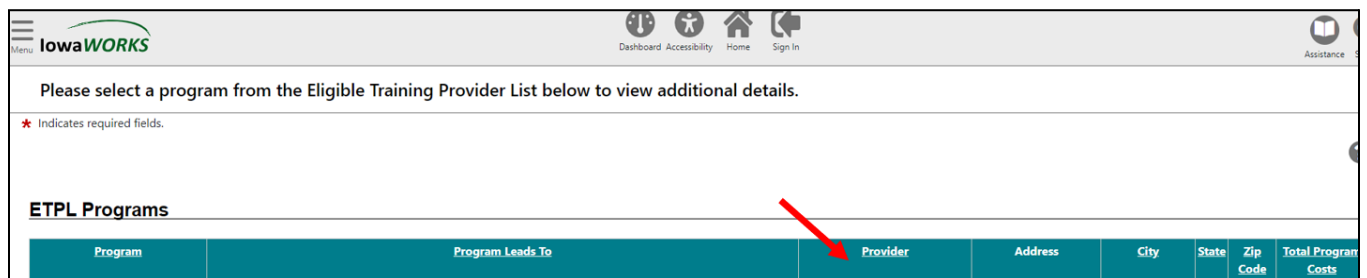 Menu IowaWORKS Dashboard Accessibility Home Sign In Assistance
Please select a program from the Eligible Training Provider List below to view additional details.
* Indicates required fields.
ETPL Programs
Program Program Leads To Provider Address City State Zip Code Total Program Costs